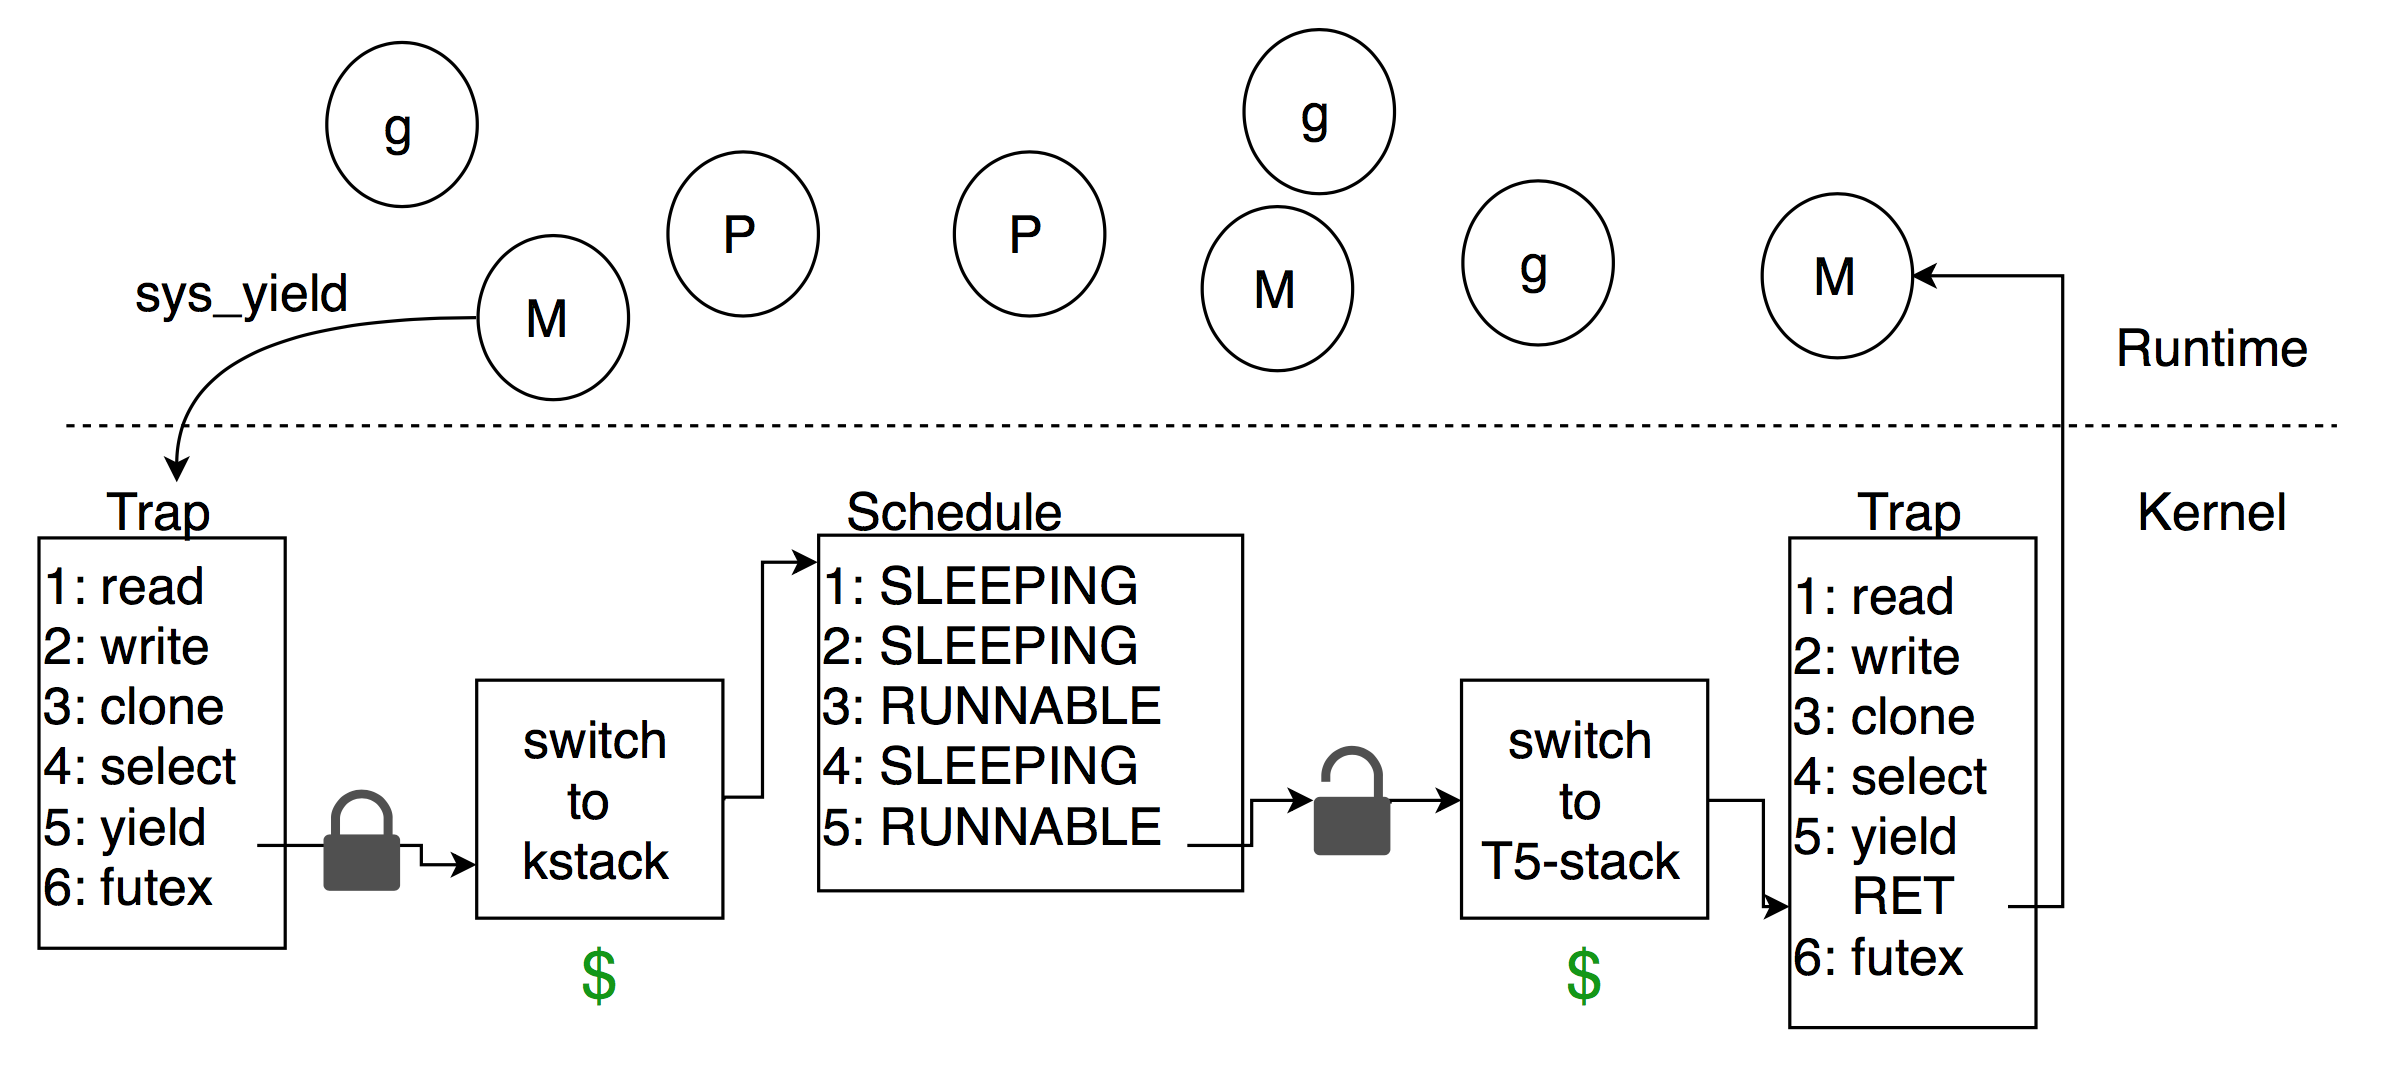 g
g
P
P
g
M
M
M
sys_yield
Runtime
Kernel
Trap
1: read
2: write
3: clone
4: select
5: yield
6: futex
switch
to
kstack
$
Schedule
1: SLEEPING
2: SLEEPING
3: RUNNABLE
4: SLEEPING
5: RUNNABLE
switch
to
T5-stack
$
Trap
1: read
2: write
3: clone
4: select
5: yield
RET
6: futex